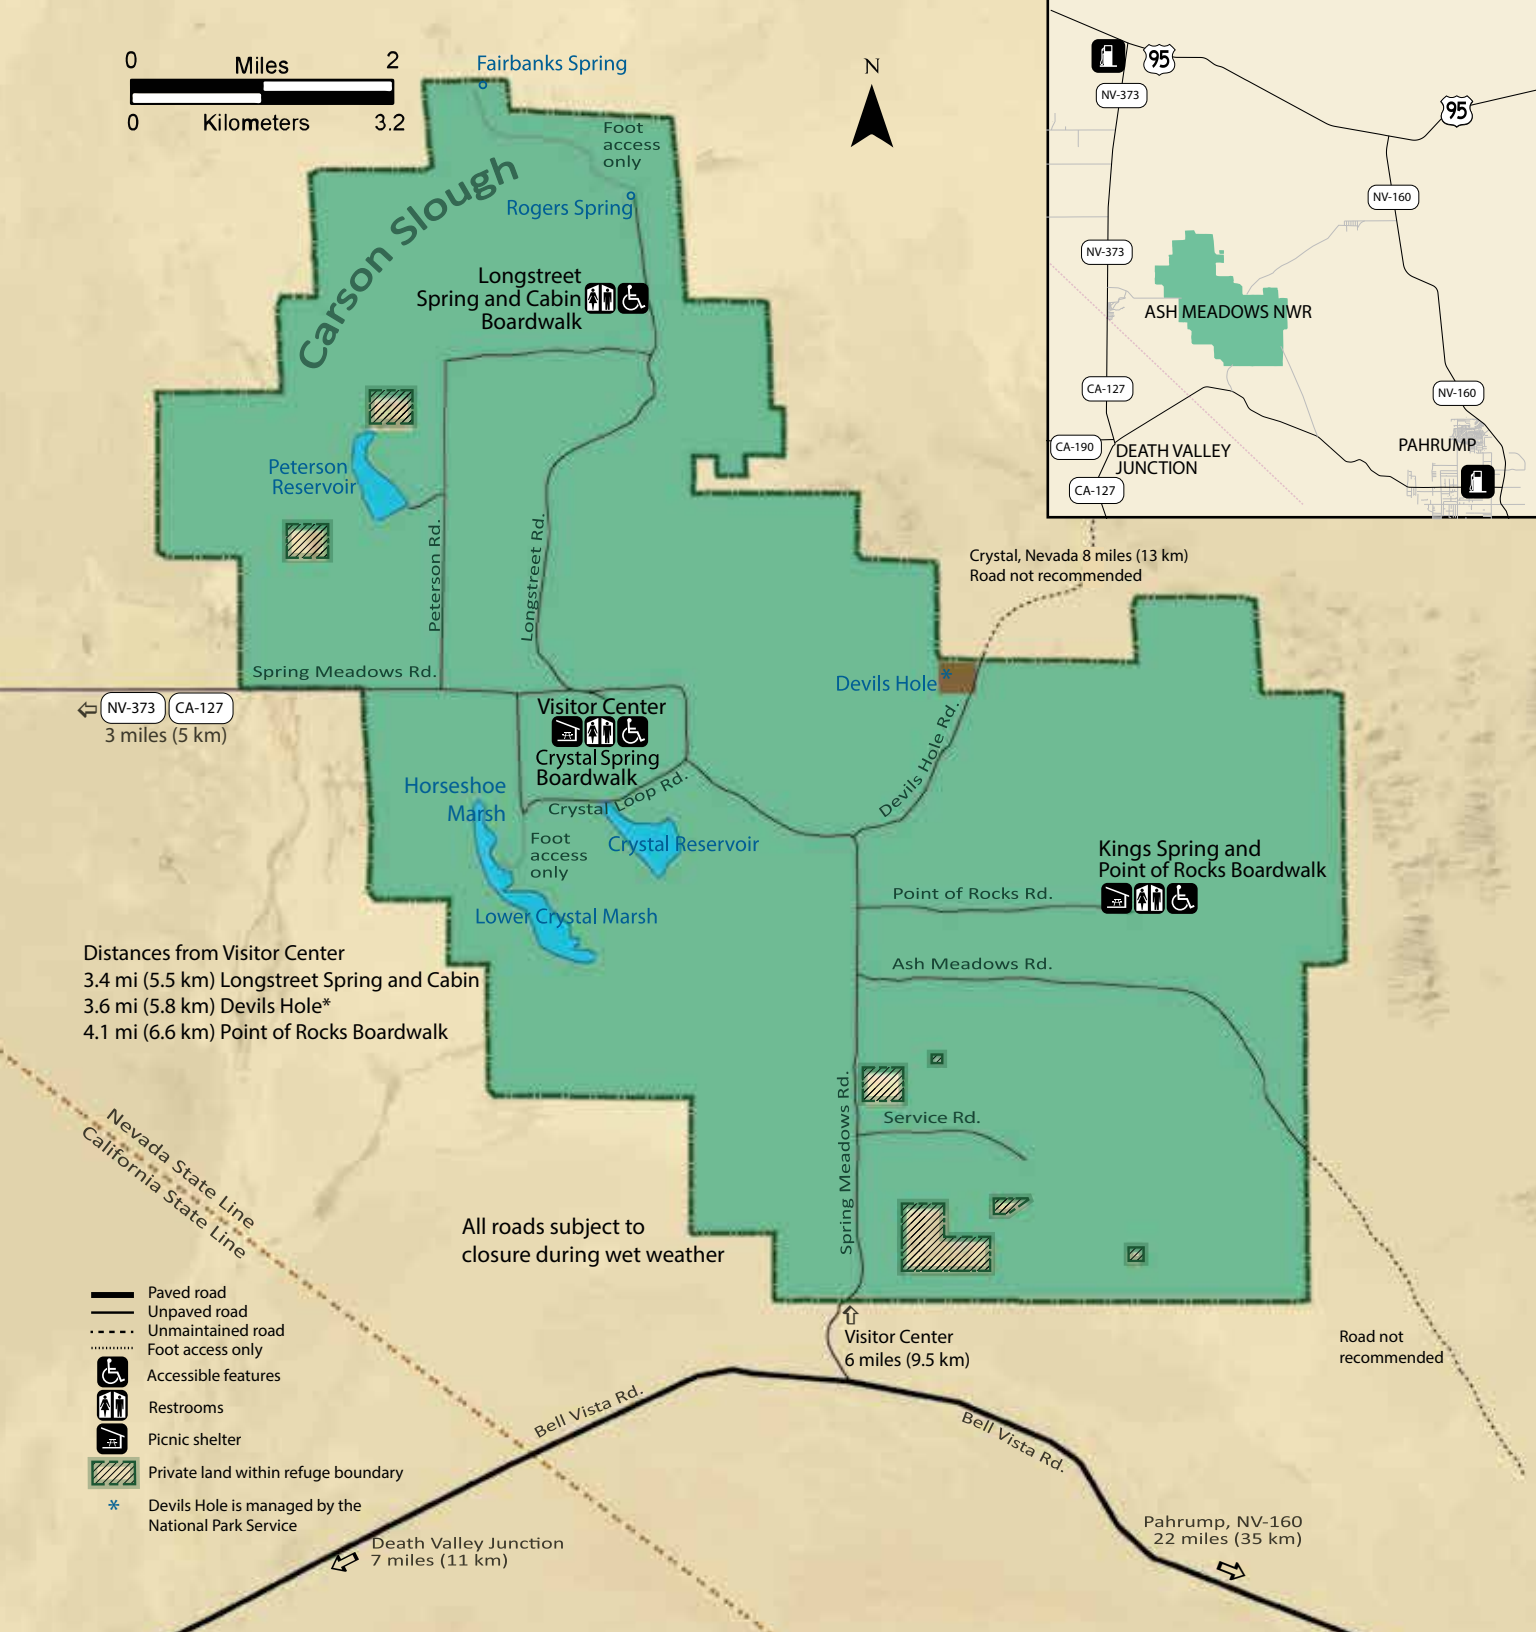 0 Miles 2
0 Kilometers 3.2
Fairbanks Spring
N
Foot
access
only
Carson Slough
Rogers Spring
Longstreet
Spring and Cabin
Boardwalk
Peterson
Reservoir
Peterson Rd.
Longstreet Rd.
Spring Meadows Rd.
NV-373 CA-127
3 miles (5 km)
Visitor Center
Crystal Spring
Boardwalk
Crystal Loop Rd.
Horseshoe
Marsh
Foot
access
only
Crystal Reservoir
Lower Crystal Marsh
Devils Hole *
Devils Hole Rd.
Crystal, Nevada 8 miles (13 km)
Road not recommended
Kings Spring and
Point of Rocks Boardwalk
Point of Rocks Rd.
Ash Meadows Rd.
Spring Meadows Rd.
Service Rd.
Distances from Visitor Center
3.4 mi (5.5 km) Longstreet Spring and Cabin
3.6 mi (5.8 km) Devils Hole*
4.1 mi (6.6 km) Point of Rocks Boardwalk
Nevada State Line
California State Line
All roads subject to
closure during wet weather
Visitor Center
6 miles (9.5 km)
Road not
recommended
Bell Vista Rd.
Bell Vista Rd.
Death Valley Junction
7 miles (11 km)
Pahrump, NV-160
22 miles (35 km)
Paved road
Unpaved road
Unmaintained road
Foot access only
Accessible features
Restrooms
Picnic shelter
Private land within refuge boundary
* Devils Hole is managed by the
National Park Service
95
NV-373
95
NV-160
NV-373
ASH MEADOWS NWR
CA-127
NV-160
CA-190
DEATH VALLEY
JUNCTION
PAHRUMP
CA-127